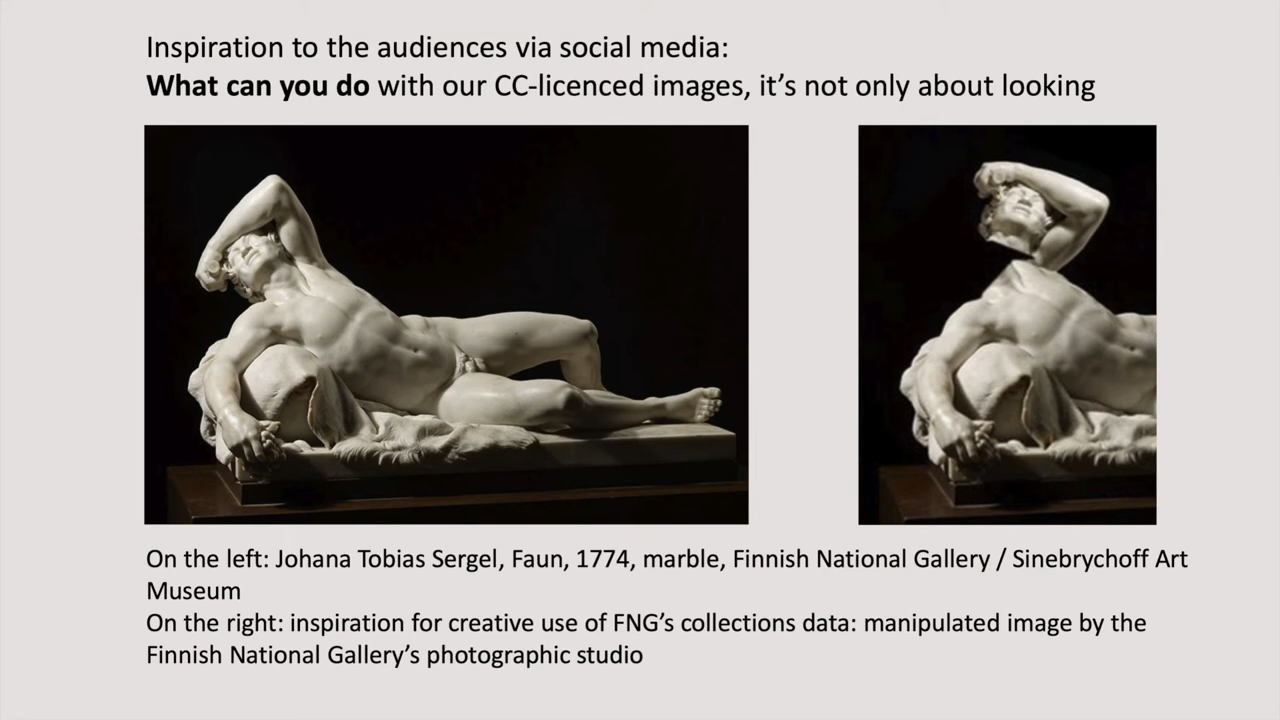 Inspiration to the audiences via social media:
What can you do with our CC-licenced images, it’s not only about looking
On the left: Johana Tobias Sergel, Faun, 1774, marble, Finnish National Gallery / Sinebrychoff Art
Museum
On the right: inspiration for creative use of FNG’s collections data: manipulated image by the
Finnish National Gallery’s photographic studio